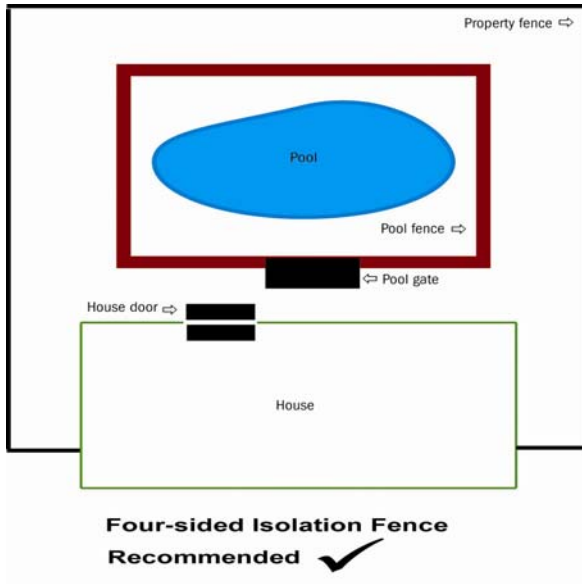 Property fence ⇨
Pool
Pool fence ⇨
⇦ Pool gate
House door ⇨
House
Four-sided Isolation Fence
Recommended ✓